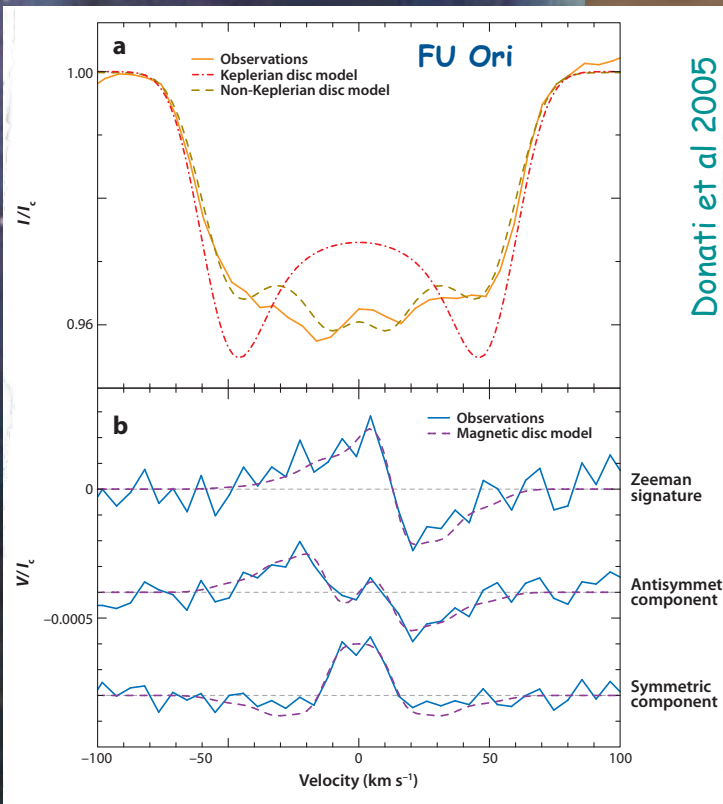 a
Observations
Keplerian disc model
Non-Keplerian disc model
FU Ori
Donati et al 2005
1.00
0.96
I/Ic
b
Observations
Magnetic disc model
0
-0.0005
V/Ic
Zeeman
signature
Antisymmet
component
Symmetric
component
−100
−50
0
50
100
Velocity (km s⁻¹)